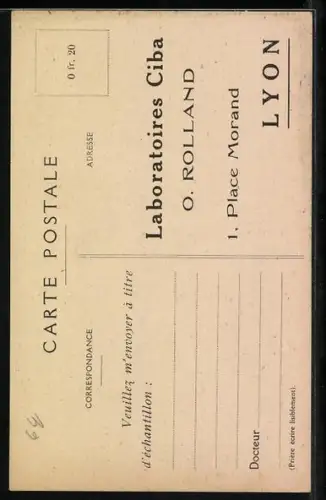 CARTE POSTALE
0 fr. 20
CORRESPONDANCE
ADRESSE
Veuillez m'envoyer à titre
d'échantillon :
Docteur
(Prière écrire lisiblement).
Laboratoires Ciba
O. ROLLAND
1, Place Morand
LYON